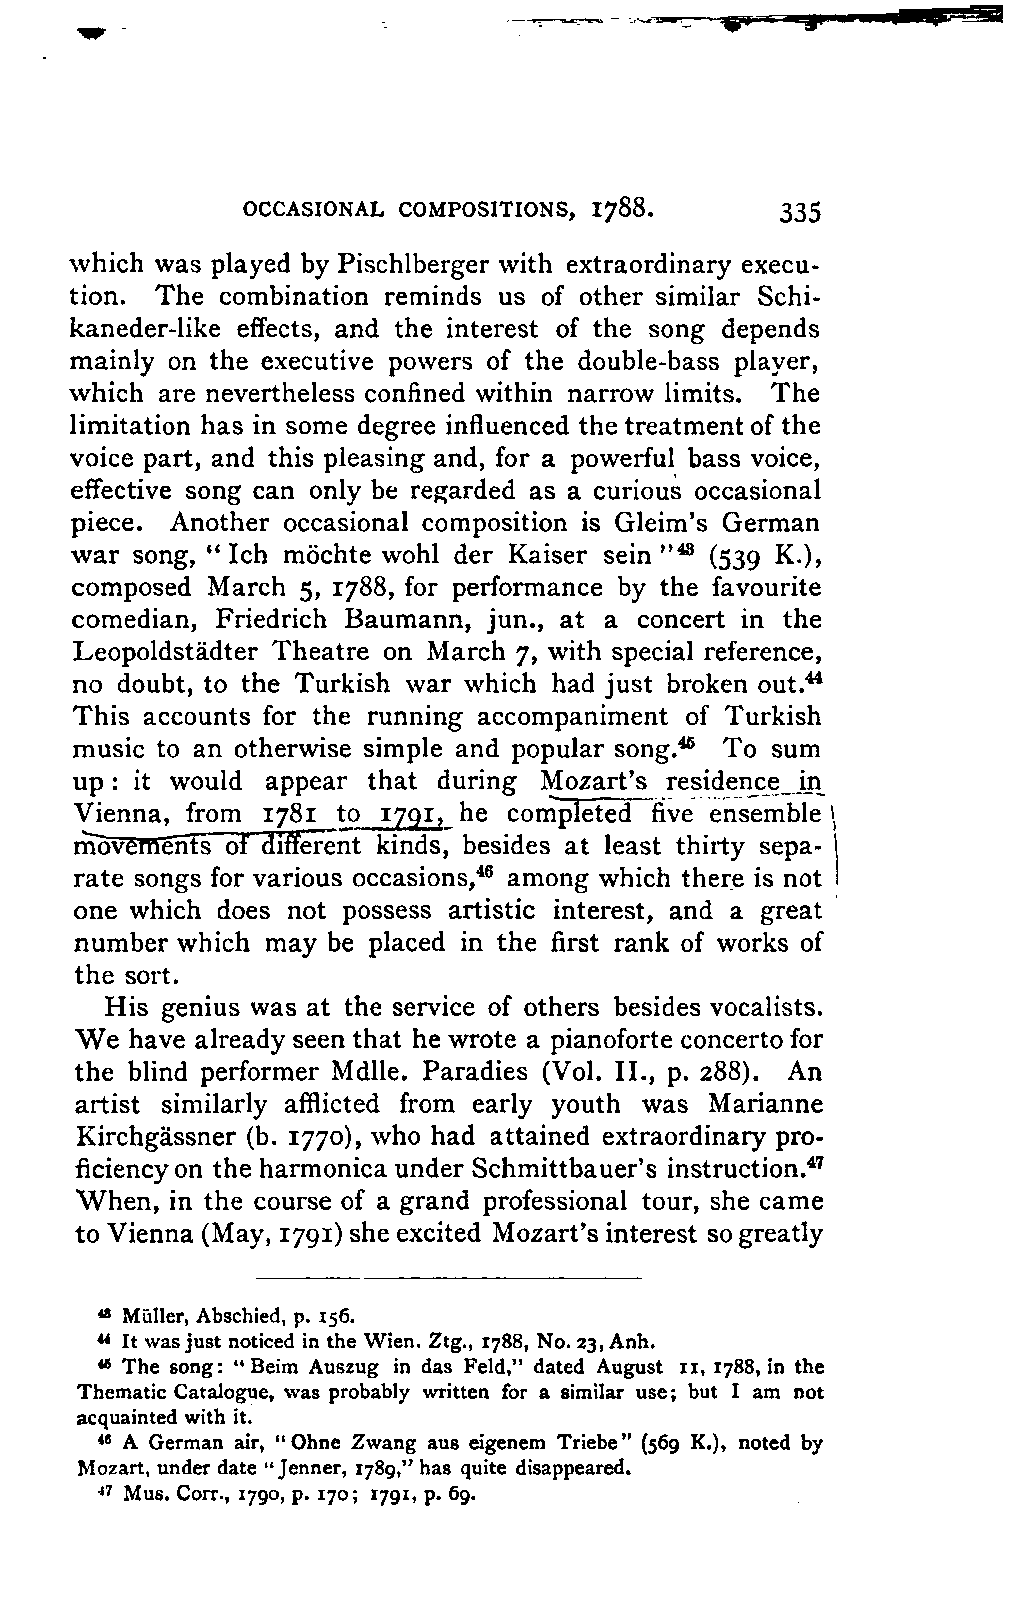 OCCASIONAL COMPOSITIONS, 1788. 335
which was played by Pischlberger with extraordinary execu-
tion. The combination reminds us of other similar Schi-
kaneder-like effects, and the interest of the song depends
mainly on the executive powers of the double-bass player,
which are nevertheless confined within narrow limits. The
limitation has in some degree influenced the treatment of the
voice part, and this pleasing and, for a powerful bass voice,
effective song can only be regarded as a curious occasional
piece. Another occasional composition is Gleim's German
war song, "Ich möchte wohl der Kaiser sein"⁴³ (539 K.),
composed March 5, 1788, for performance by the favourite
comedian, Friedrich Baumann, jun., at a concert in the
Leopoldstädter Theatre on March 7, with special reference,
no doubt, to the Turkish war which had just broken out.⁴⁴
This accounts for the running accompaniment of Turkish
music to an otherwise simple and popular song.⁴⁵ To sum
up: it would appear that during Mozart's residence in
Vienna, from 1781 to 1791, he completed five ensemble
movements of different kinds, besides at least thirty sepa-
rate songs for various occasions,⁴⁶ among which there is not
one which does not possess artistic interest, and a great
number which may be placed in the first rank of works of
the sort.
His genius was at the service of others besides vocalists.
We have already seen that he wrote a pianoforte concerto for
the blind performer Mdlle. Paradies (Vol. II., p. 288). An
artist similarly afflicted from early youth was Marianne
Kirchgässner (b. 1770), who had attained extraordinary pro-
ficiency on the harmonica under Schmittbauer's instruction.⁴⁷
When, in the course of a grand professional tour, she came
to Vienna (May, 1791) she excited Mozart's interest so greatly
⁴³ Müller, Abschied, p. 156.
⁴⁴ It was just noticed in the Wien. Ztg., 1788, No. 23, Anh.
⁴⁵ The song: "Beim Auszug in das Feld," dated August 11, 1788, in the
Thematic Catalogue, was probably written for a similar use; but I am not
acquainted with it.
⁴⁶ A German air, "Ohne Zwang aus eigenem Triebe" (569 K.), noted by
Mozart, under date "Jenner, 1789," has quite disappeared.
⁴⁷ Mus. Corr., 1790, p. 170; 1791, p. 69.